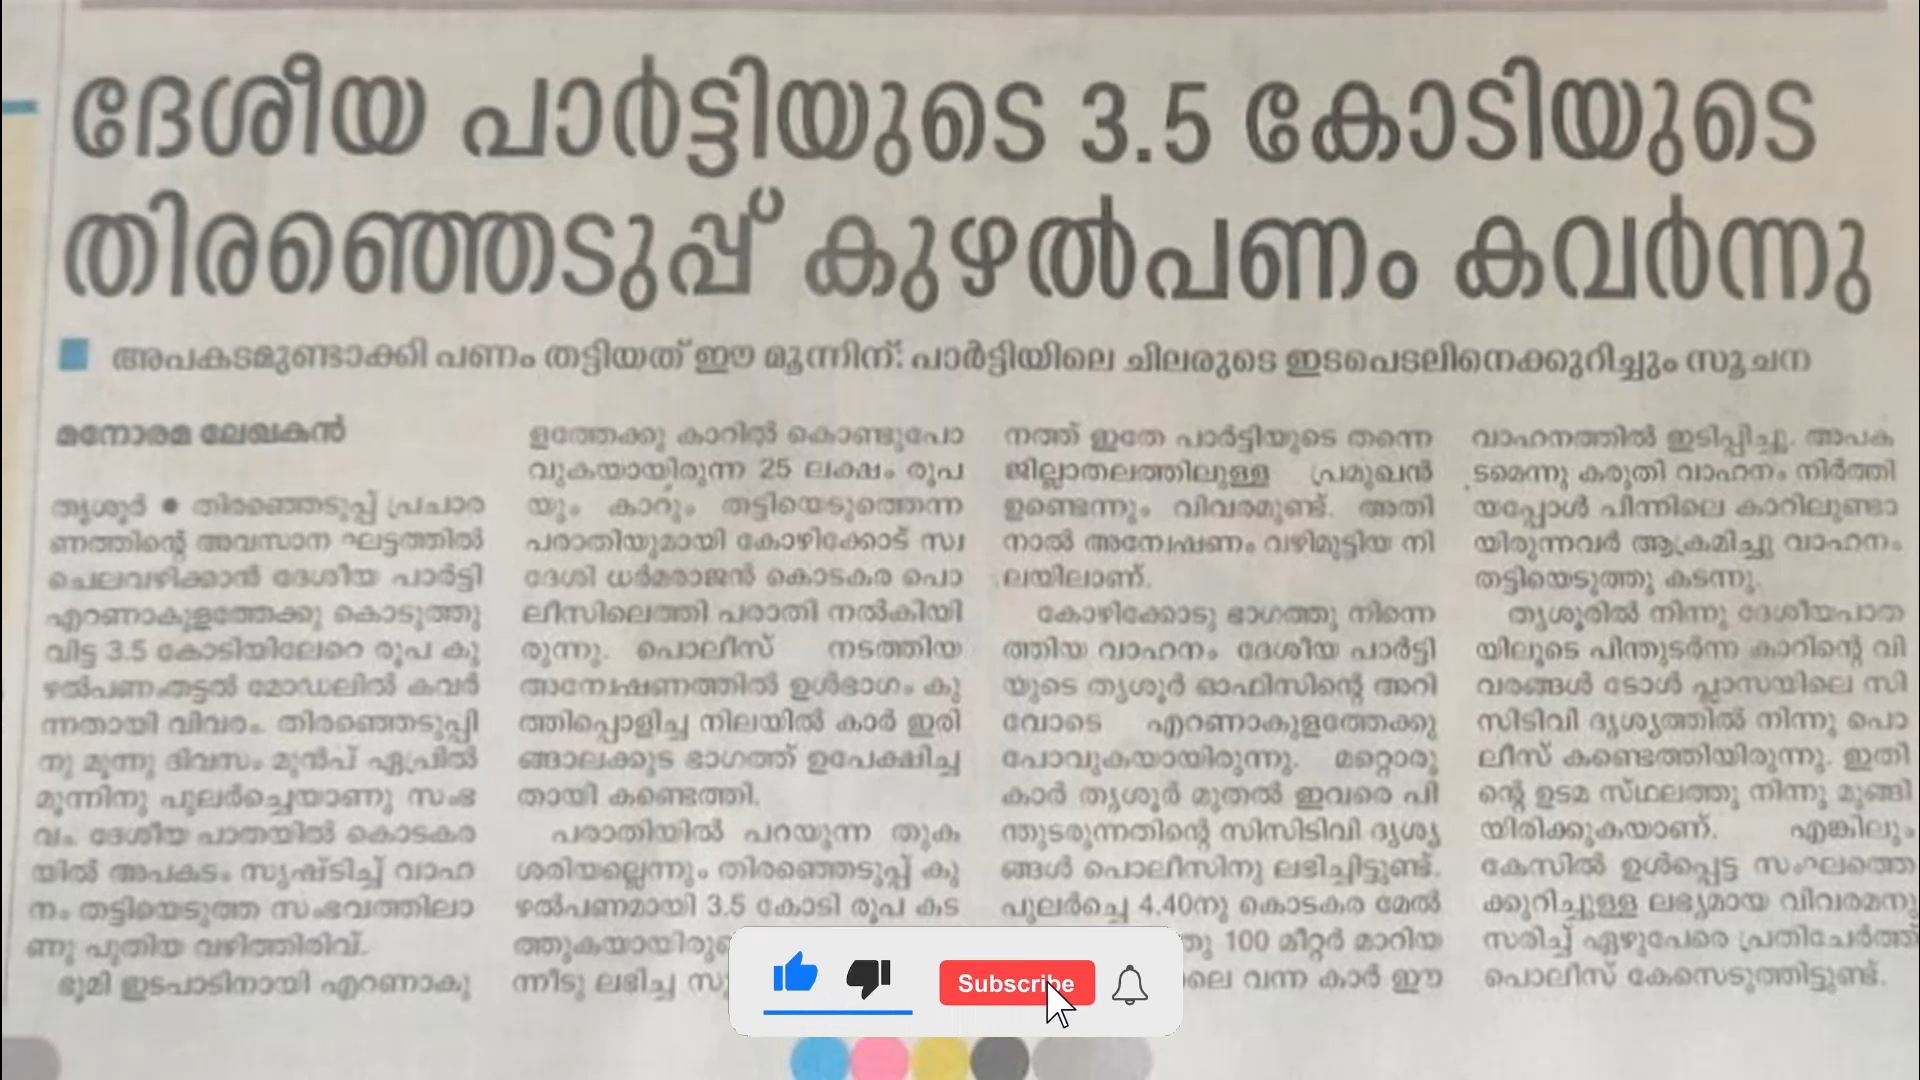 ദേശീയ പാർട്ടിയുടെ 3.5 കോടിയുടെ
തിരഞ്ഞെടുപ്പ് കുഴൽപണം കവർന്നു
അപകടമുണ്ടാക്കി പണം തട്ടിയത് ഈ മൂന്നിന്: പാർട്ടിയിലെ ചിലരുടെ ഇടപെടലിനെക്കുറിച്ചും സൂചന
മനോരമ ലേഖകൻ
തൃശൂർ ● തിരഞ്ഞെടുപ്പ് പ്രചാര
ണത്തിന്റെ അവസാന ഘട്ടത്തിൽ
ചെലവഴിക്കാൻ ദേശീയ പാർട്ടി
എറണാകുളത്തേക്കു കൊടുത്തു
വിട്ട 3.5 കോടിയിലേറെ രൂപ കു
ഴൽപണംതട്ടൽ മോഡലിൽ കവർ
ന്നതായി വിവരം. തിരഞ്ഞെടുപ്പി
നു മൂന്നു ദിവസം മുൻപ് ഏപ്രിൽ
മൂന്നിനു പുലർച്ചെയാണു സംഭ
വം. ദേശീയ പാതയിൽ കൊടകര
യിൽ അപകടം സൃഷ്ടിച്ച് വാഹ
നം തട്ടിയെടുത്ത സംഭവത്തിലാ
ണു പുതിയ വഴിത്തിരിവ്.
ഭൂമി ഇടപാടിനായി എറണാകു
ളത്തേക്കു കാറിൽ കൊണ്ടുപോ
വുകയായിരുന്ന 25 ലക്ഷം രൂപ
യും കാറും തട്ടിയെടുത്തെന്ന
പരാതിയുമായി കോഴിക്കോട് സ്വ
ദേശി ധർമരാജൻ കൊടകര പൊ
ലീസിലെത്തി പരാതി നൽകിയി
രുന്നു. പൊലീസ് നടത്തിയ
അന്വേഷണത്തിൽ ഉൾഭാഗം കു
ത്തിപ്പൊളിച്ച നിലയിൽ കാർ ഇരി
ങ്ങാലക്കുട ഭാഗത്ത് ഉപേക്ഷിച്ച
തായി കണ്ടെത്തി.
പരാതിയിൽ പറയുന്ന തുക
ശരിയല്ലെന്നും തിരഞ്ഞെടുപ്പ് കു
ഴൽപണമായി 3.5 കോടി രൂപ കട
ത്തുകയായിരു
ന്നീടു ലഭിച്ച
നത്ത് ഇതേ പാർട്ടിയുടെ തന്നെ
ജില്ലാതലത്തിലുള്ള പ്രമുഖൻ
ഉണ്ടെന്നും വിവരമുണ്ട്. അതി
നാൽ അന്വേഷണം വഴിമുട്ടിയ നി
ലയിലാണ്.
കോഴിക്കോടു ഭാഗത്തു നിന്നെ
ത്തിയ വാഹനം ദേശീയ പാർട്ടി
യുടെ തൃശൂർ ഓഫിസിന്റെ അറി
വോടെ എറണാകുളത്തേക്കു
പോവുകയായിരുന്നു. മറ്റൊരു
കാർ തൃശൂർ മുതൽ ഇവരെ പി
ന്തുടരുന്നതിന്റെ സിസിടിവി ദൃശ്യ
ങ്ങൾ പൊലീസിനു ലഭിച്ചിട്ടുണ്ട്.
പുലർച്ചെ 4.40നു കൊടകര മേൽ
തു 100 മീറ്റർ മാറിയ
ലെ വന്ന കാർ ഈ
വാഹനത്തിൽ ഇടിപ്പിച്ചു. അപക
ടമെന്നു കരുതി വാഹനം നിർത്തി
യപ്പോൾ പിന്നിലെ കാറിലുണ്ടാ
യിരുന്നവർ ആക്രമിച്ചു വാഹനം
തട്ടിയെടുത്തു കടന്നു.
തൃശൂരിൽ നിന്നു ദേശീയപാത
യിലൂടെ പിന്തുടർന്ന കാറിന്റെ വി
വരങ്ങൾ ടോൾ പ്ലാസയിലെ സി
സിടിവി ദൃശ്യത്തിൽ നിന്നു പൊ
ലീസ് കണ്ടെത്തിയിരുന്നു. ഇതി
ന്റെ ഉടമ സ്ഥലത്തു നിന്നു മുങ്ങി
യിരിക്കുകയാണ്. എങ്കിലും
കേസിൽ ഉൾപ്പെട്ട സംഘത്തെ
ക്കുറിച്ചുള്ള ലഭ്യമായ വിവരമനു
സരിച്ച് ഏഴുപേരെ പ്രതിചേർത്ത്
പൊലീസ് കേസെടുത്തിട്ടുണ്ട്.
Subscribe